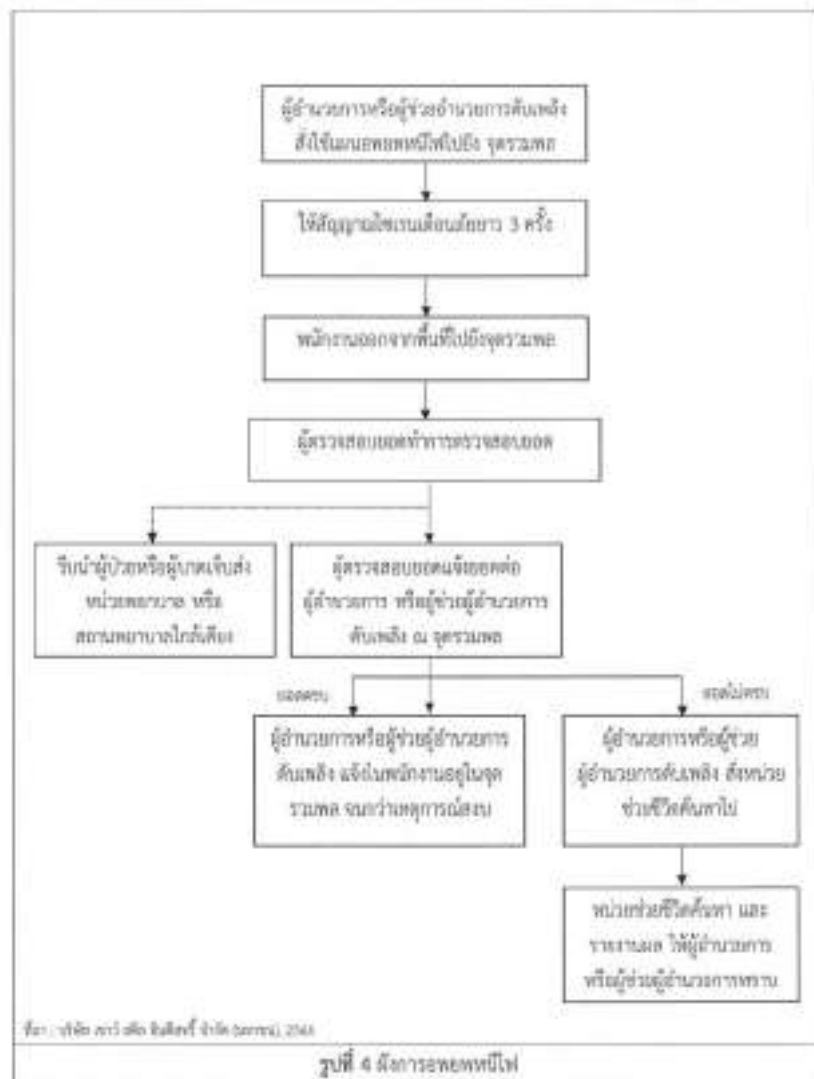 ผู้อำนวยการหรือผู้ช่วยอำนวยการดับเพลิง
สั่งใช้แผนอพยพหนีไฟไปยัง จุดรวมพล
ให้สัญญาณไซเรนเตือนภัยยาว 3 ครั้ง
พนักงานออกจากพื้นที่ไปยังจุดรวมพล
ผู้ตรวจสอบยอดทำการตรวจสอบยอด
รีบนำผู้ป่วยหรือผู้บาดเจ็บส่ง
หน่วยพยาบาล หรือ
สถานพยาบาลใกล้เคียง
ผู้ตรวจสอบยอดแจ้งยอดต่อ
ผู้อำนวยการ หรือผู้ช่วยผู้อำนวยการ
ดับเพลิง ณ จุดรวมพล
ยอดครบ
ยอดไม่ครบ
ผู้อำนวยการหรือผู้ช่วยผู้อำนวยการ
ดับเพลิง แจ้งพนักงานอยู่ในจุด
รวมพล จนกว่าเหตุการณ์สงบ
ผู้อำนวยการหรือผู้ช่วย
ผู้อำนวยการดับเพลิง สั่งหน่วย
ช่วยชีวิตค้นหา
หน่วยช่วยชีวิตค้นหา และ
รายงานผล ให้ผู้อำนวยการ
หรือผู้ช่วยผู้อำนวยการทราบ
ที่มา : บริษัท จำกัด (มหาชน),
รูปที่ 4 ผังการอพยพหนีไฟ